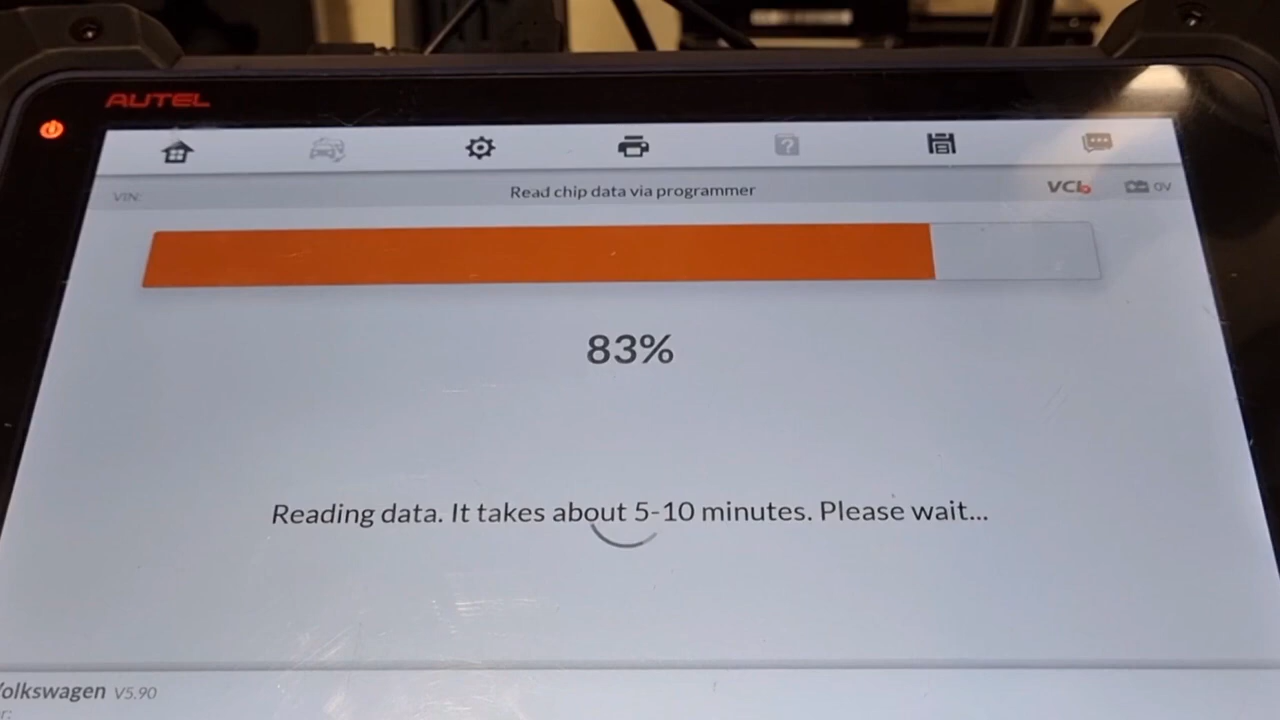 AUTEL
VIN:
Read chip data via programmer
VCI
0V
83%
Reading data. It takes about 5-10 minutes. Please wait...
olkswagen V5.90
r: